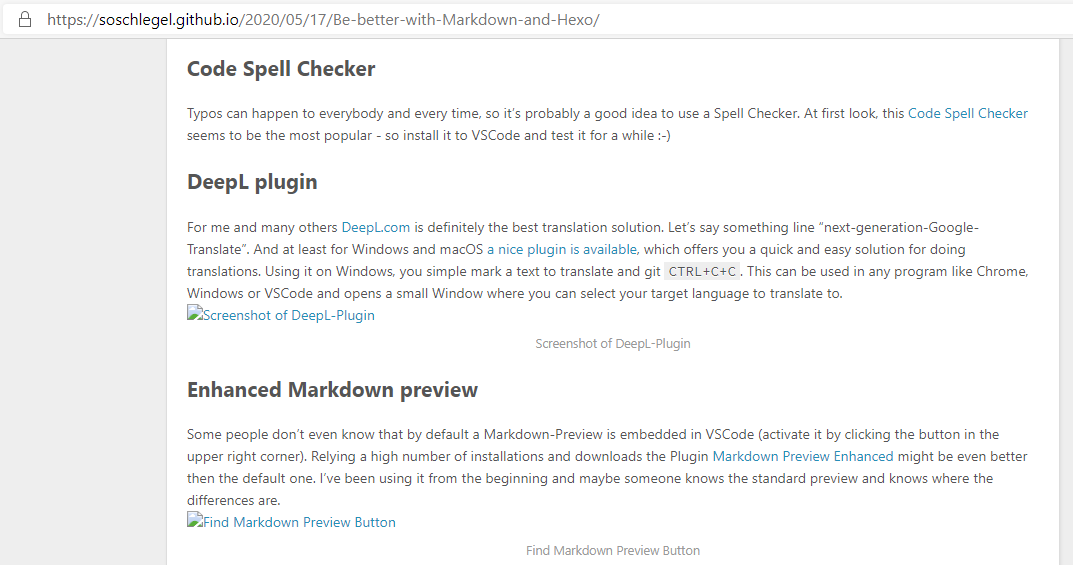 https://soschlegel.github.io/2020/05/17/Be-better-with-Markdown-and-Hexo/
Code Spell Checker
Typos can happen to everybody and every time, so it's probably a good idea to use a Spell Checker. At first look, this Code Spell Checker
seems to be the most popular - so install it to VSCode and test it for a while :-)
DeepL plugin
For me and many others DeepL.com is definitely the best translation solution. Let's say something line “next-generation-Google-
Translate”. And at least for Windows and macOS a nice plugin is available, which offers you a quick and easy solution for doing
translations. Using it on Windows, you simple mark a text to translate and git CTRL+C+C. This can be used in any program like Chrome,
Windows or VSCode and opens a small Window where you can select your target language to translate to.
Screenshot of DeepL-Plugin
Screenshot of DeepL-Plugin
Enhanced Markdown preview
Some people don't even know that by default a Markdown-Preview is embedded in VSCode (activate it by clicking the button in the
upper right corner). Relying a high number of installations and downloads the Plugin Markdown Preview Enhanced might be even better
then the default one. I've been using it from the beginning and maybe someone knows the standard preview and knows where the
differences are.
Find Markdown Preview Button
Find Markdown Preview Button